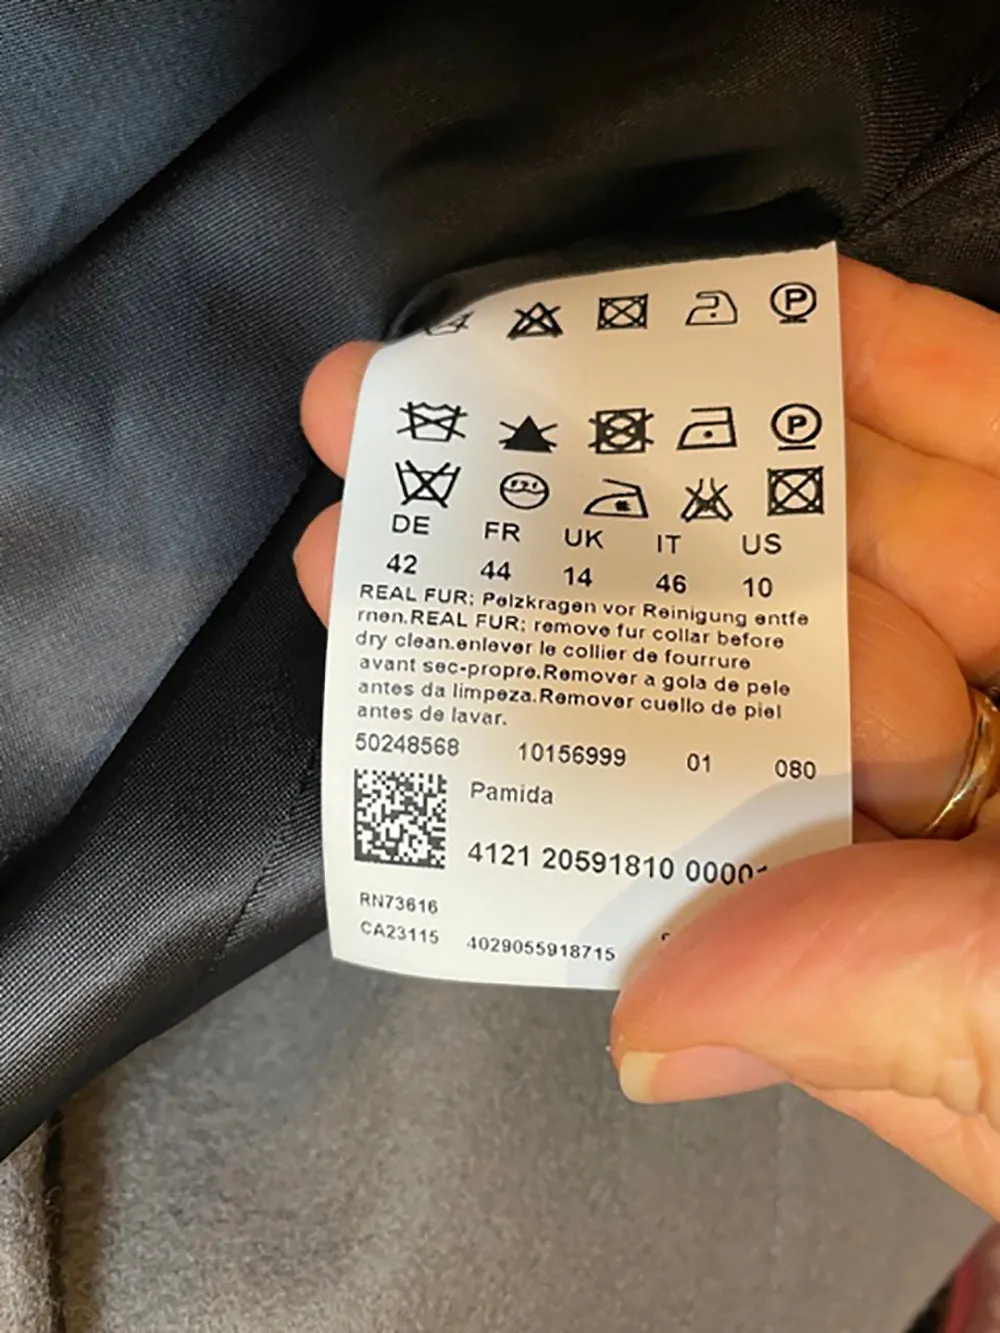 P
P
DE FR UK IT US
42 44 14 46 10
REAL FUR: Pelzkragen vor Reinigung entfe
rnen.REAL FUR: remove fur collar before
dry clean.enlever le collier de fourrure
avant sec-propre.Remover a gola de pele
antes da limpeza.Remover cuello de piel
antes de lavar.
50248568 10156999 01 080
Pamida
4121 20591810
RN73616
CA23115 4029055918715